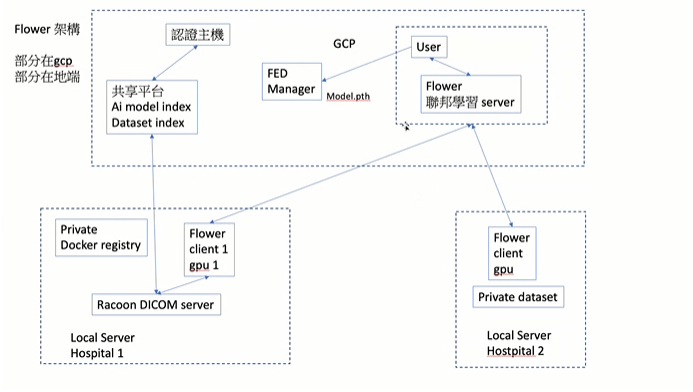 Flower 架構
部分在gcp
部分在地端
認證主機
GCP
User
FED
Manager
Model.pth
共享平台
Ai model index
Dataset index
Flower
聯邦學習 server
Private
Docker registry
Flower
client 1
gpu 1
Racoon DICOM server
Local Server
Hospital 1
Flower
client
gpu
Private dataset
Local Server
Hostpital 2